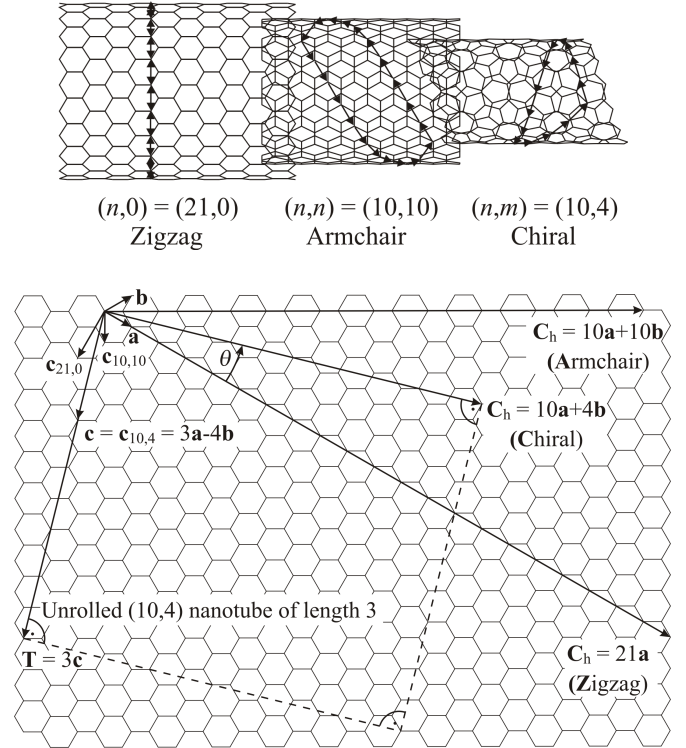 (n,0) = (21,0)
Zigzag
(n,n) = (10,10)
Armchair
(n,m) = (10,4)
Chiral
b
a
c21,0
c10,10
θ
Ch = 10a+10b
(Armchair)
Ch = 10a+4b
(Chiral)
c = c10,4 = 3a-4b
Unrolled (10,4) nanotube of length 3
T = 3c
Ch = 21a
(Zigzag)